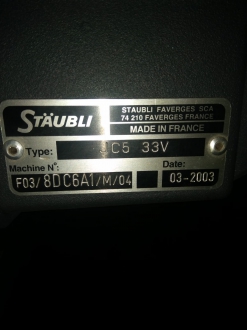 STÄUBLI
STAUBLI FAVERGES SCA
74 210 FAVERGES FRANCE
MADE IN FRANCE
Type: C5 33V
Machine N°: Date:
F03/8DC6A1/M/04 03-2003